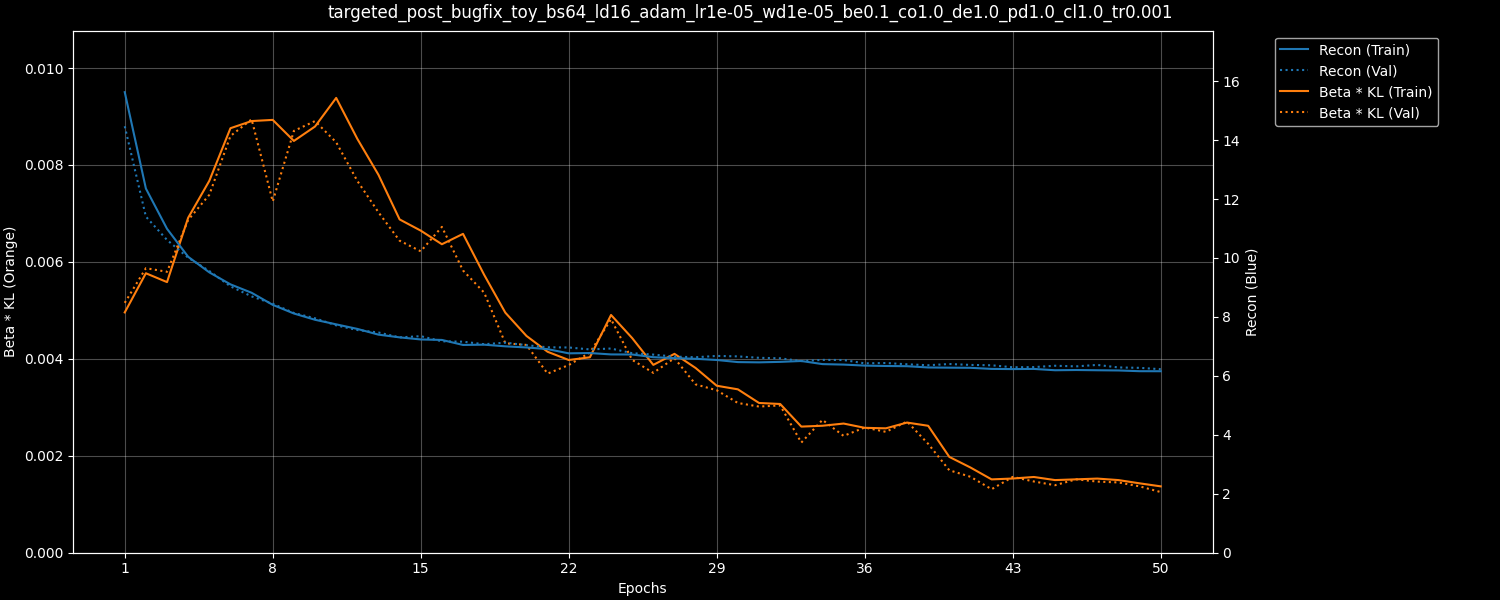 targeted_post_bugfix_toy_bs64_ld16_adam_lr1e-05_wd1e-05_be0.1_co1.0_de1.0_pd1.0_cl1.0_tr0.001
Beta * KL (Orange)
0.010
0.008
0.006
0.004
0.002
0.000
1 8 15 22 29 36 43 50
Epochs
16
14
12
10
8
6
4
2
0
Recon (Blue)
Recon (Train)
Recon (Val)
Beta * KL (Train)
Beta * KL (Val)